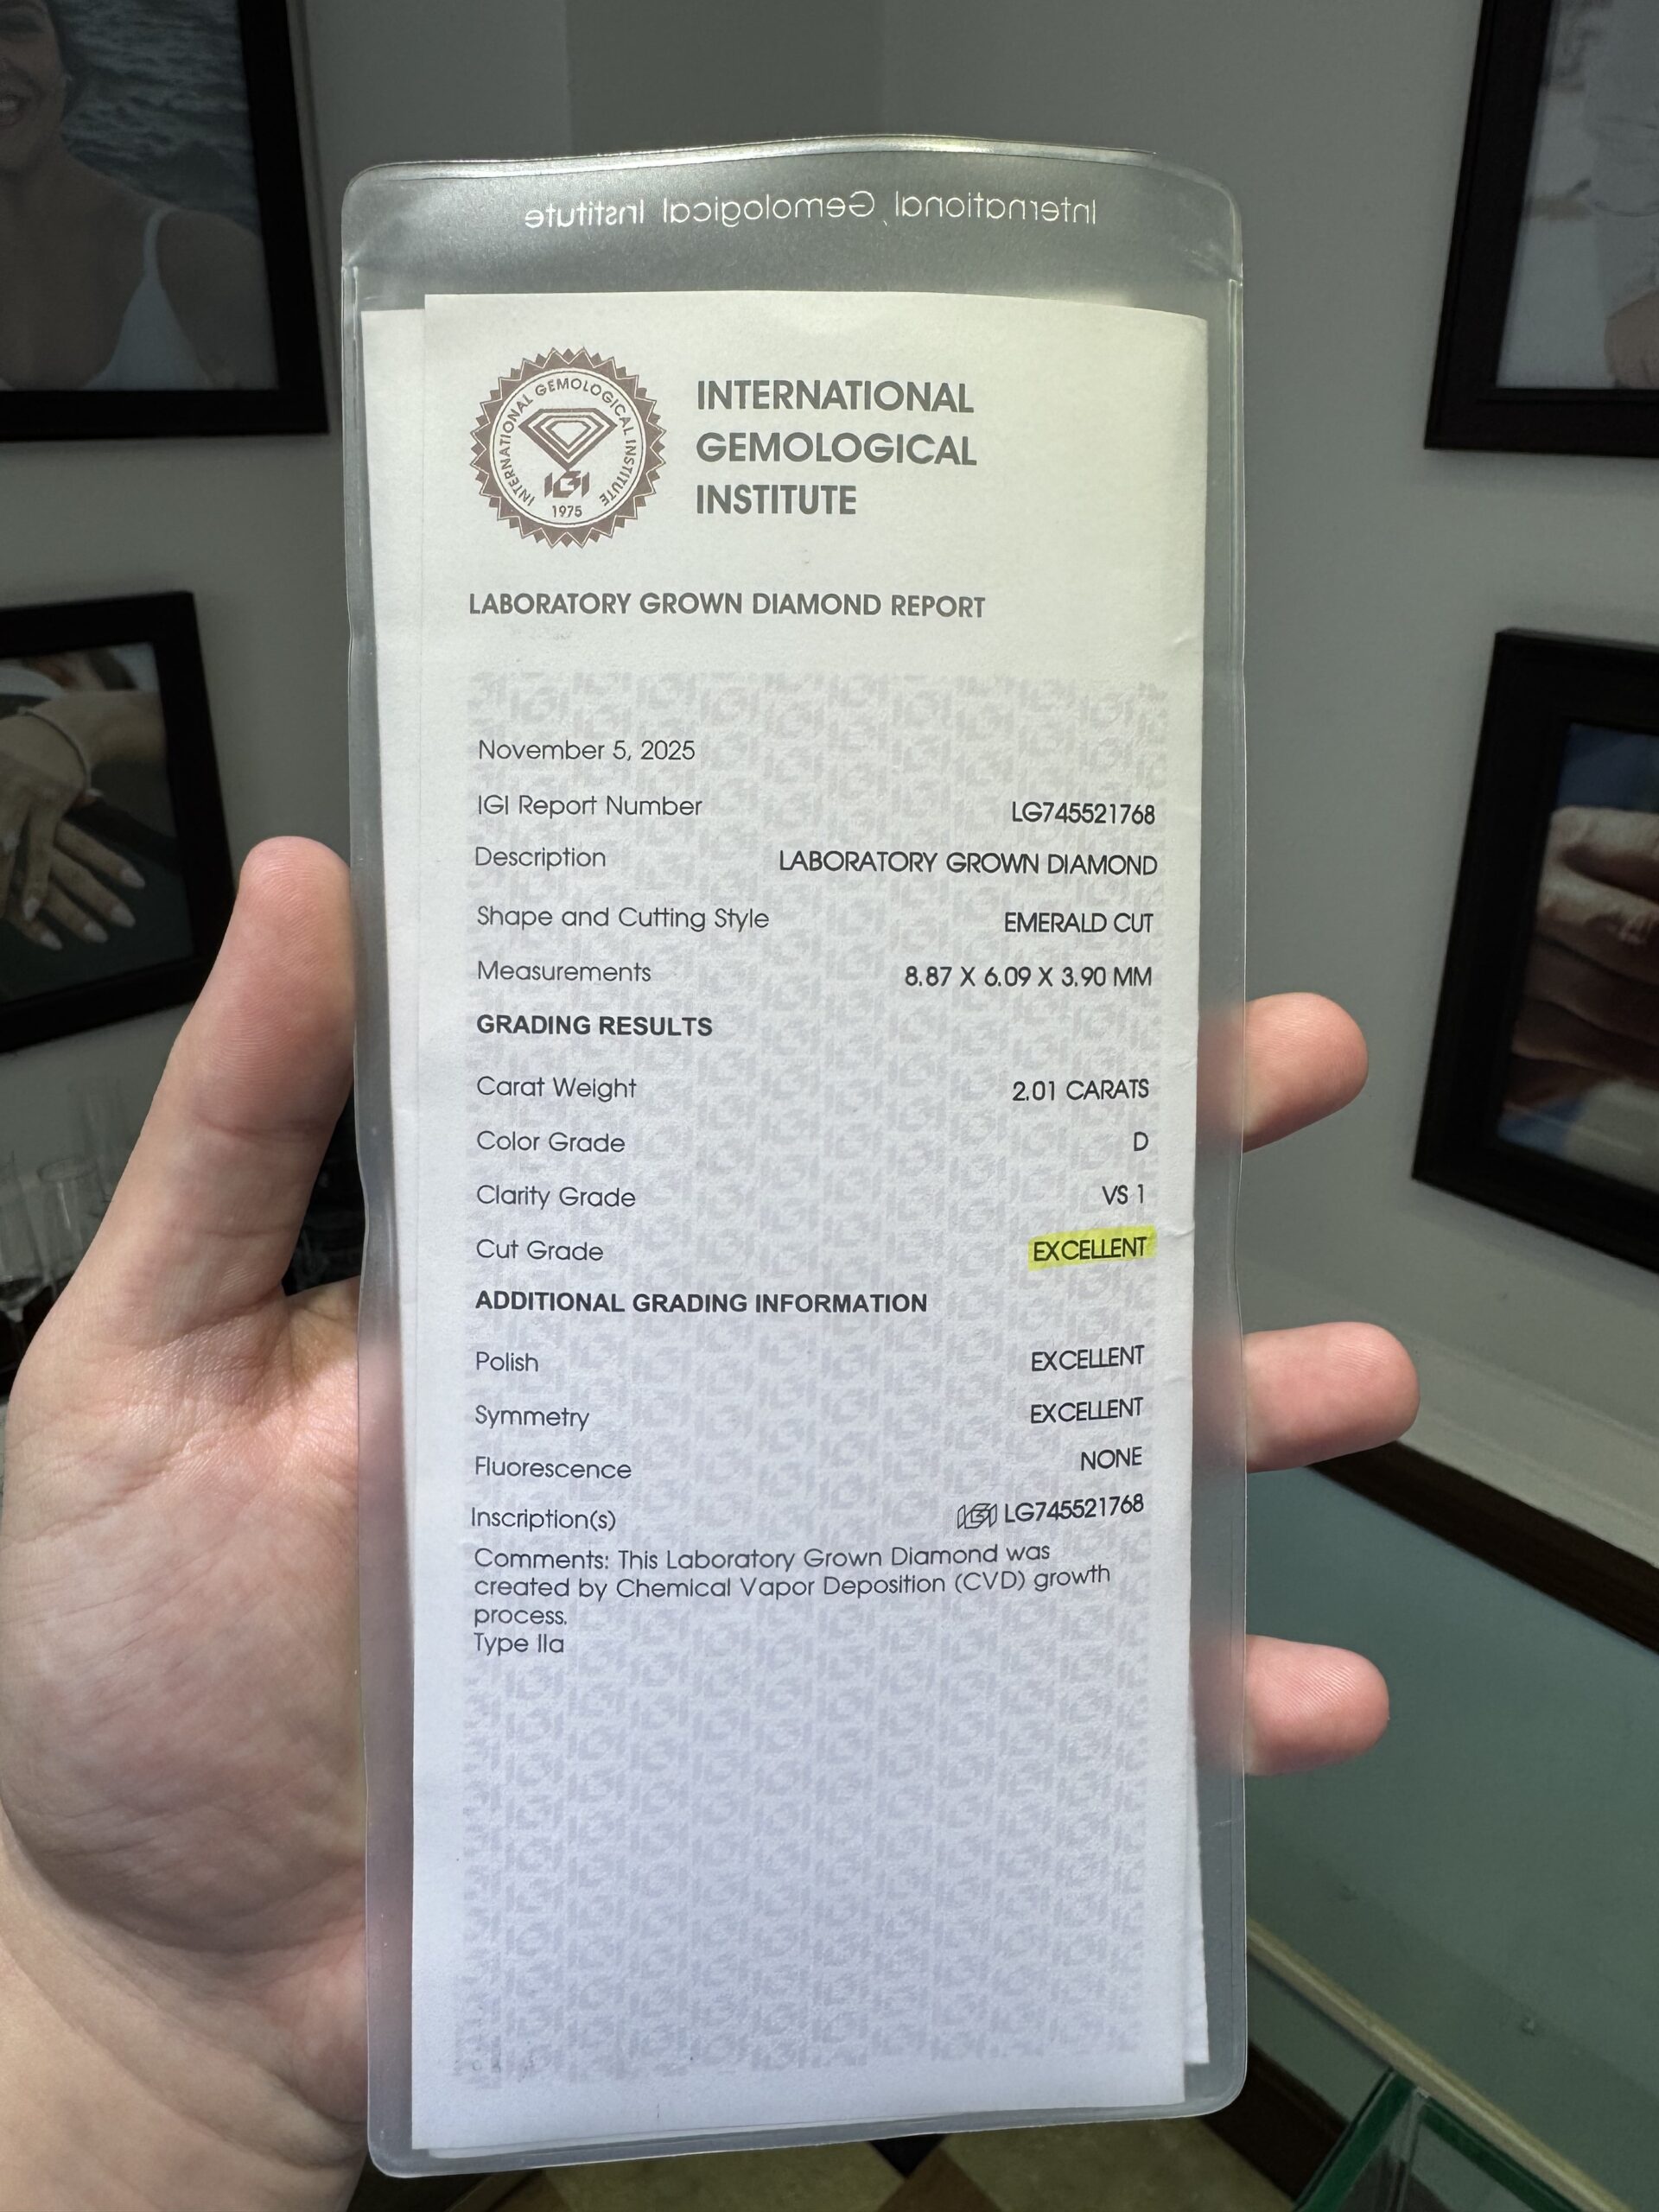 International Gemological Institute
INTERNATIONAL GEMOLOGICAL INSTITUTE
IGI
1975
INTERNATIONAL
GEMOLOGICAL
INSTITUTE
LABORATORY GROWN DIAMOND REPORT
November 5, 2025
IGI Report Number LG745521768
Description LABORATORY GROWN DIAMOND
Shape and Cutting Style EMERALD CUT
Measurements 8.87 X 6.09 X 3.90 MM
GRADING RESULTS
Carat Weight 2.01 CARATS
Color Grade D
Clarity Grade VS 1
Cut Grade EXCELLENT
ADDITIONAL GRADING INFORMATION
Polish EXCELLENT
Symmetry EXCELLENT
Fluorescence NONE
Inscription(s) IGI LG745521768
Comments: This Laboratory Grown Diamond was
created by Chemical Vapor Deposition (CVD) growth
process.
Type IIa